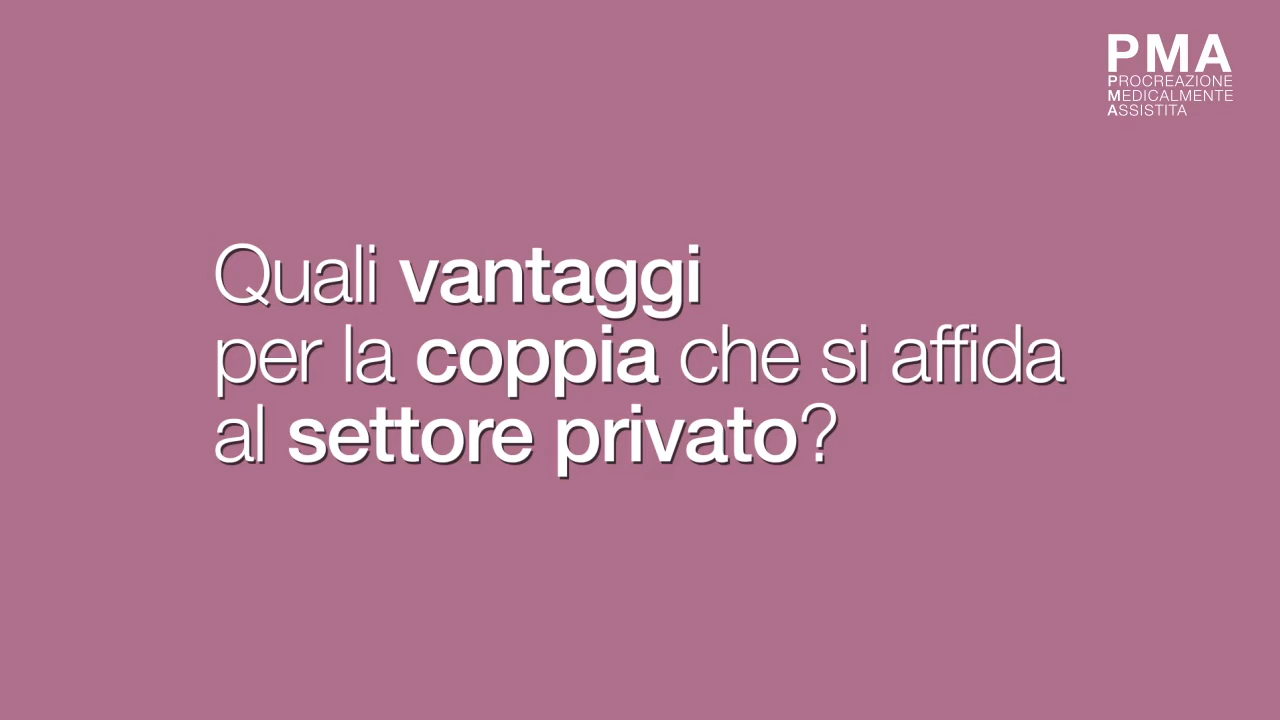 PMA
PROCREAZIONE
MEDICALMENTE
ASSISTITA
Quali vantaggi
per la coppia che si affida
al settore privato?